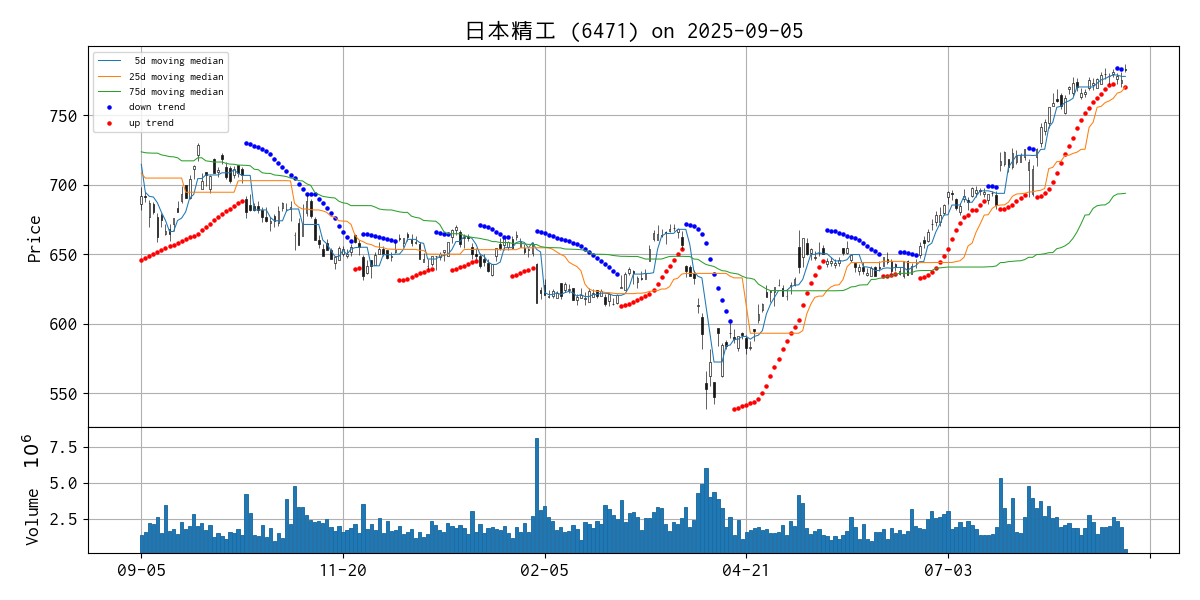 日本精工 (6471) on 2025-09-05
5d moving median
25d moving median
75d moving median
down trend
up trend
750
700
650
600
550
Price
7.5
5.0
2.5
Volume 10^6
09-05 11-20 02-05 04-21 07-03